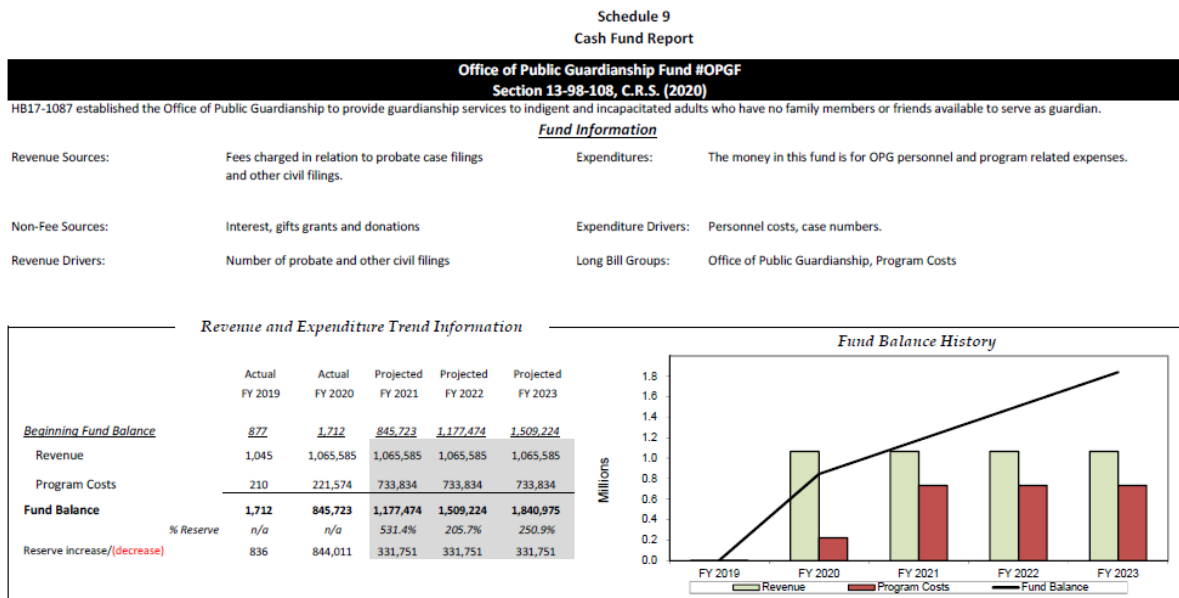 Schedule 9
Cash Fund Report
Office of Public Guardianship Fund #OPGF
Section 13-98-108, C.R.S. (2020)
HB17-1087 established the Office of Public Guardianship to provide guardianship services to indigent and incapacitated adults who have no family members or friends available to serve as guardian.
Fund Information
Revenue Sources: Fees charged in relation to probate case filings Expenditures: The money in this fund is for OPG personnel and program related expenses.
and other civil filings.
Non-Fee Sources: Interest, gifts grants and donations Expenditure Drivers: Personnel costs, case numbers.
Revenue Drivers: Number of probate and other civil filings Long Bill Groups: Office of Public Guardianship, Program Costs
Revenue and Expenditure Trend Information
Actual Actual Projected Projected Projected
FY 2019 FY 2020 FY 2021 FY 2022 FY 2023
Beginning Fund Balance 877 1,712 845,723 1,177,474 1,509,224
Revenue 1,045 1,065,585 1,065,585 1,065,585 1,065,585
Program Costs 210 221,574 733,834 733,834 733,834
Fund Balance 1,712 845,723 1,177,474 1,509,224 1,840,975
% Reserve n/a n/a 531.4% 205.7% 250.9%
Reserve increase/(decrease) 836 844,011 331,751 331,751 331,751
Fund Balance History
Millions
1.8
1.6
1.4
1.2
1.0
0.8
0.6
0.4
0.2
0.0
FY 2019 FY 2020 FY 2021 FY 2022 FY 2023
Revenue Program Costs Fund Balance